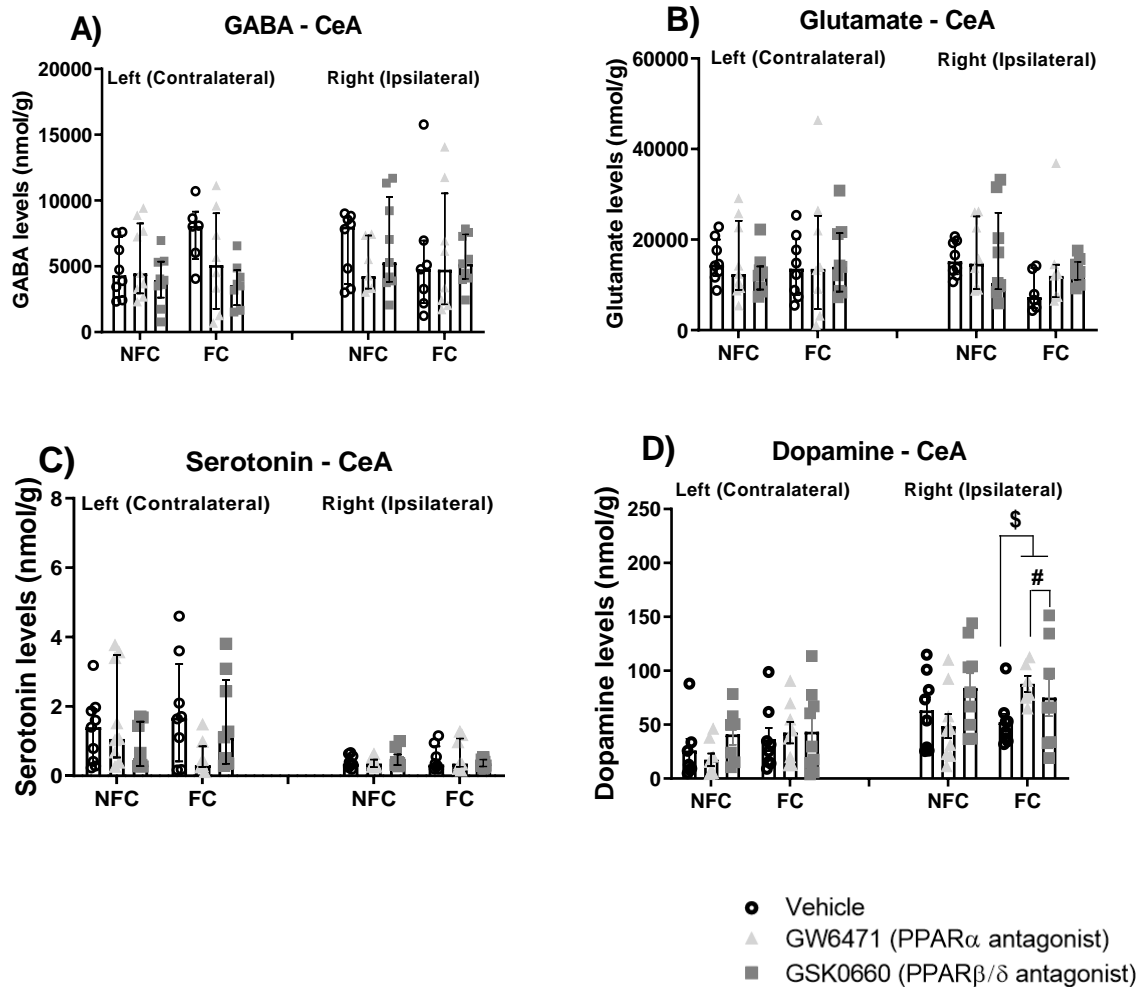 A)
GABA - CeA
Left (Contralateral)
Right (Ipsilateral)
GABA levels (nmol/g)
20000
15000
10000
5000
0
NFC
FC
NFC
FC
B)
Glutamate - CeA
Left (Contralateral)
Right (Ipsilateral)
Glutamate levels (nmol/g)
60000
40000
20000
0
NFC
FC
NFC
FC
C)
Serotonin - CeA
Left (Contralateral)
Right (Ipsilateral)
Serotonin levels (nmol/g)
8
6
4
2
0
NFC
FC
NFC
FC
D)
Dopamine - CeA
Left (Contralateral)
Right (Ipsilateral)
Dopamine levels (nmol/g)
250
200
150
100
50
0
$
#
NFC
FC
NFC
FC
Vehicle
GW6471 (PPARα antagonist)
GSK0660 (PPARβ/δ antagonist)